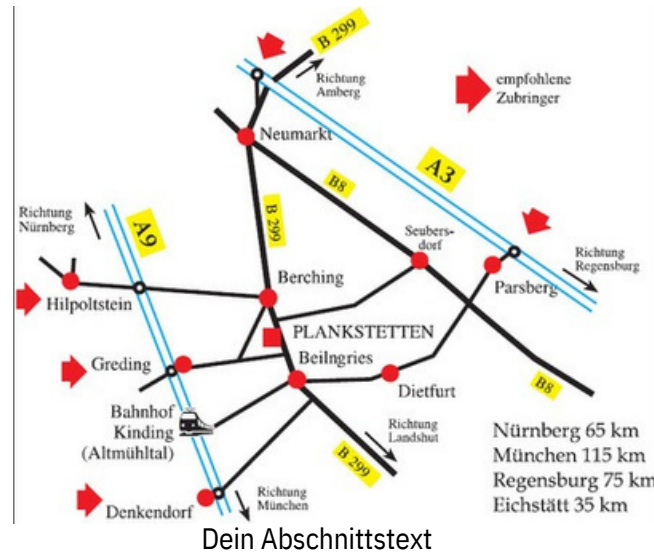 B 299
Richtung
Amberg
empfohlene
Zubringer
Neumarkt
A3
B8
Richtung
Nürnberg
A9
B 299
Seubers-
dorf
Richtung
Regensburg
Parsberg
Berching
Hilpoltstein
PLANKSTETTEN
Greding
Beilngries
Dietfurt
B8
Bahnhof
Kinding
(Altmühltal)
Richtung
Landshut
B 299
Nürnberg 65 km
München 115 km
Regensburg 75 km
Eichstätt 35 km
Richtung
München
Denkendorf
Dein Abschnittstext